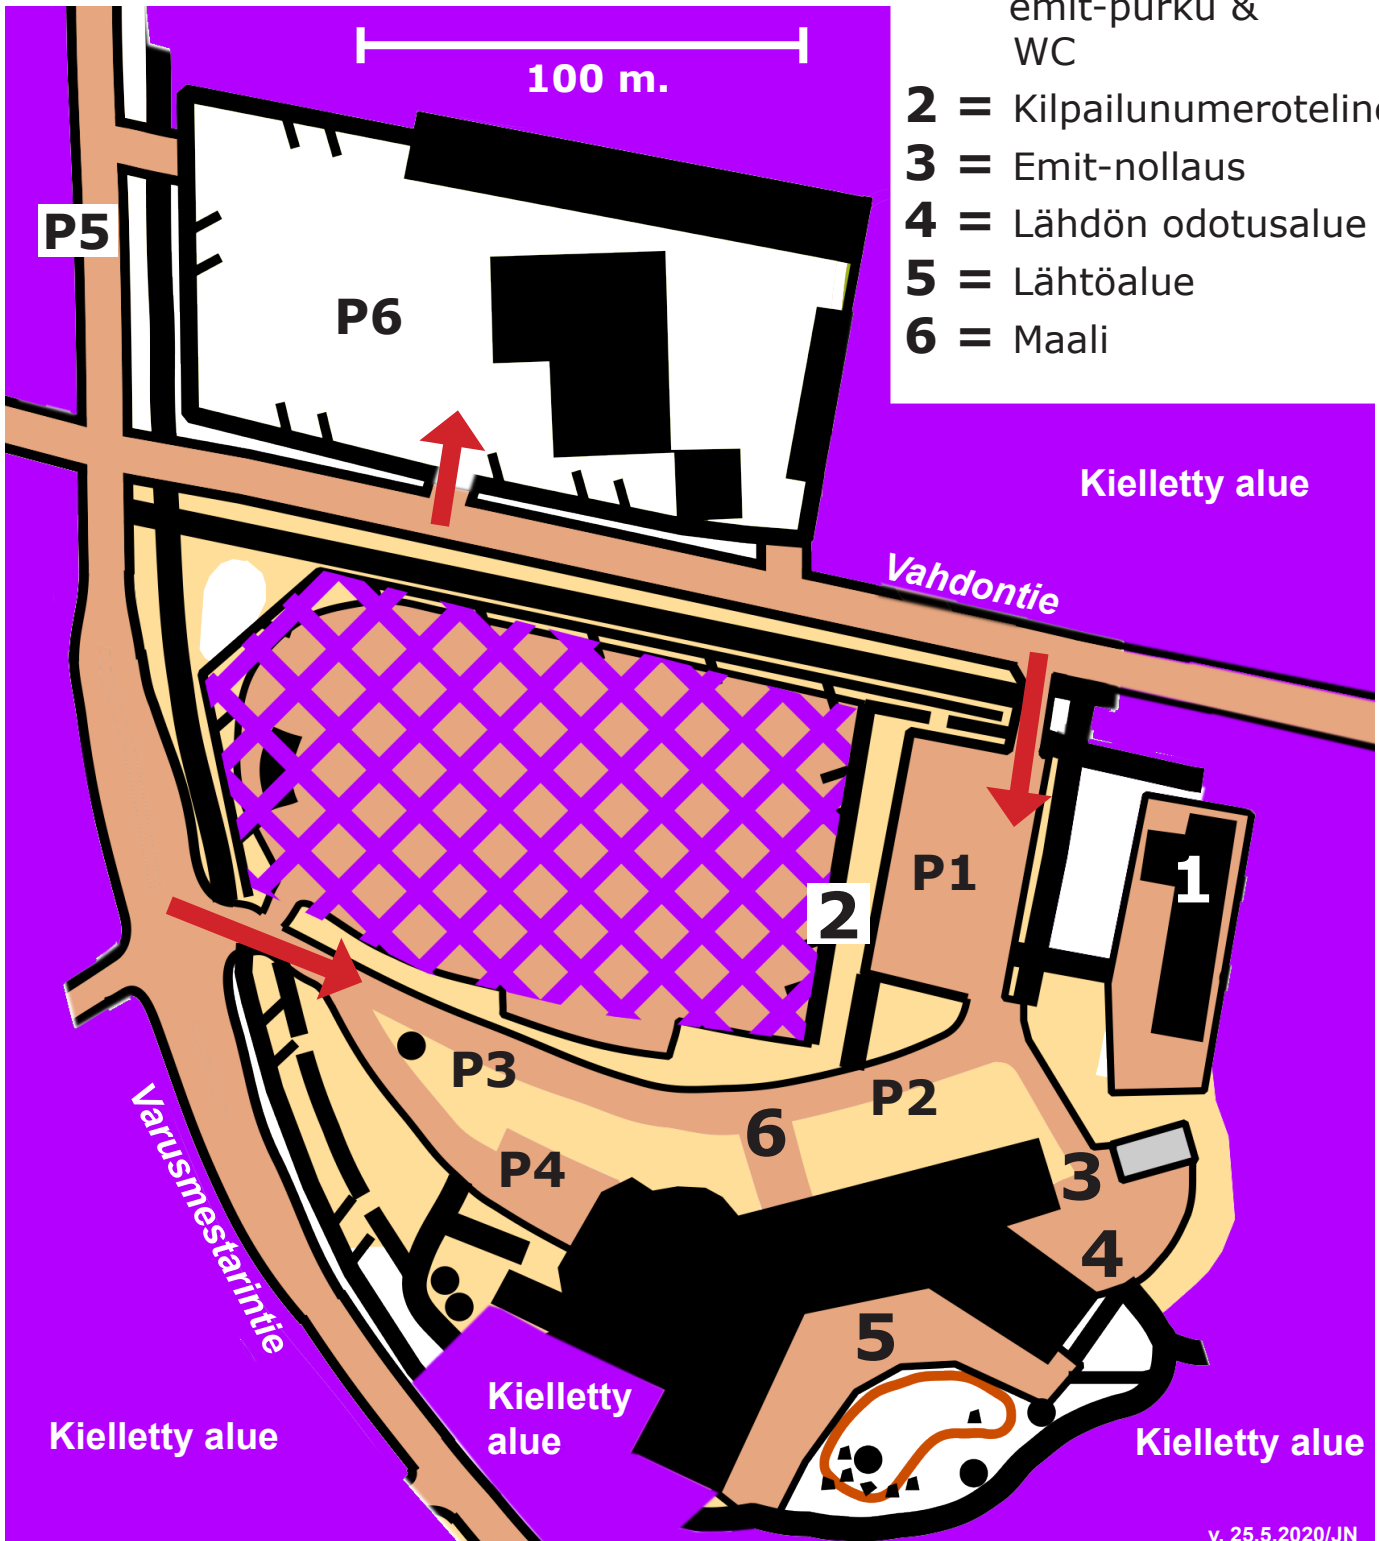 emit-purku &
WC
2 = Kilpailunumeroteline
3 = Emit-nollaus
4 = Lähdön odotusalue
5 = Lähtöalue
6 = Maali
100 m.
P5
P6
Kielletty alue
Vahdontie
P1
1
2
P3
P2
6
P4
3
4
5
Varusmestarintie
Kielletty alue
Kielletty
alue
Kielletty alue
v. 25.5.2020/JN